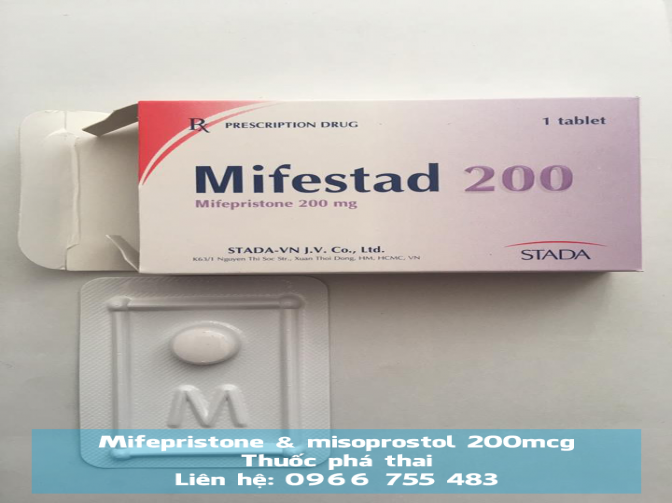 Rx PRESCRIPTION DRUG
1 tablet
Mifestad 200
Mifepristone 200 mg
STADA-VN J.V. Co., Ltd.
K63/1 Nguyen Thi Soc Str., Xuan Thoi Dong, HM, HCMC, VN
STADA
M
Mifepristone & misoprostol 200mcg
Thuốc phá thai
Liên hệ: 0966 755 483